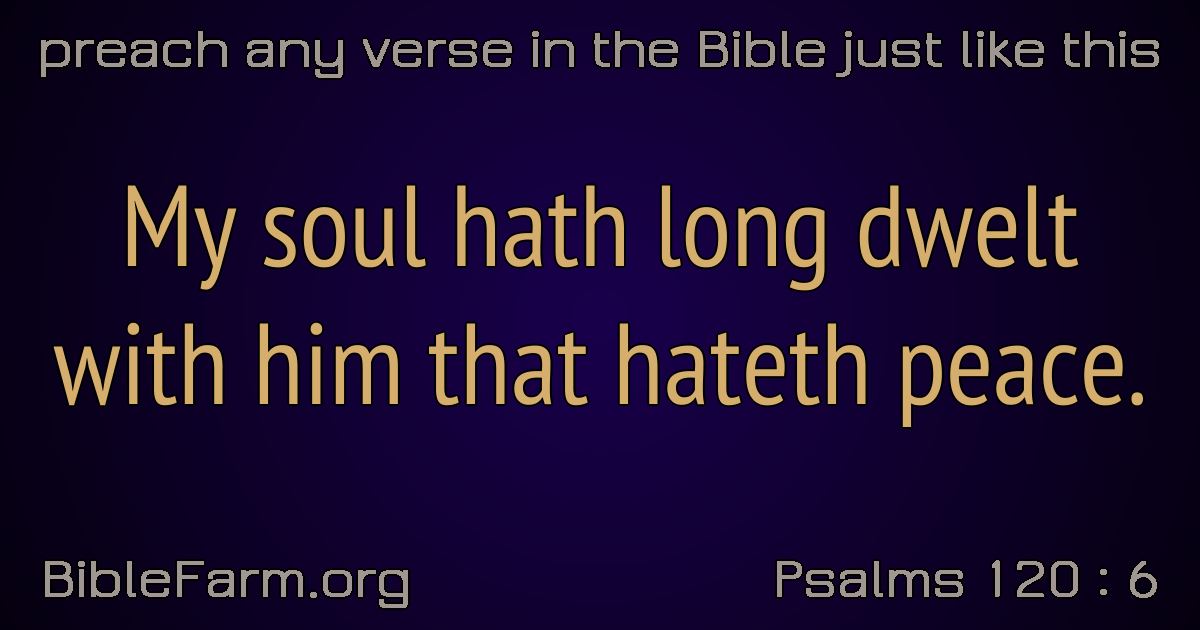 preach any verse in the Bible just like this
My soul hath long dwelt
with him that hateth peace.
BibleFarm.org
Psalms 120 : 6